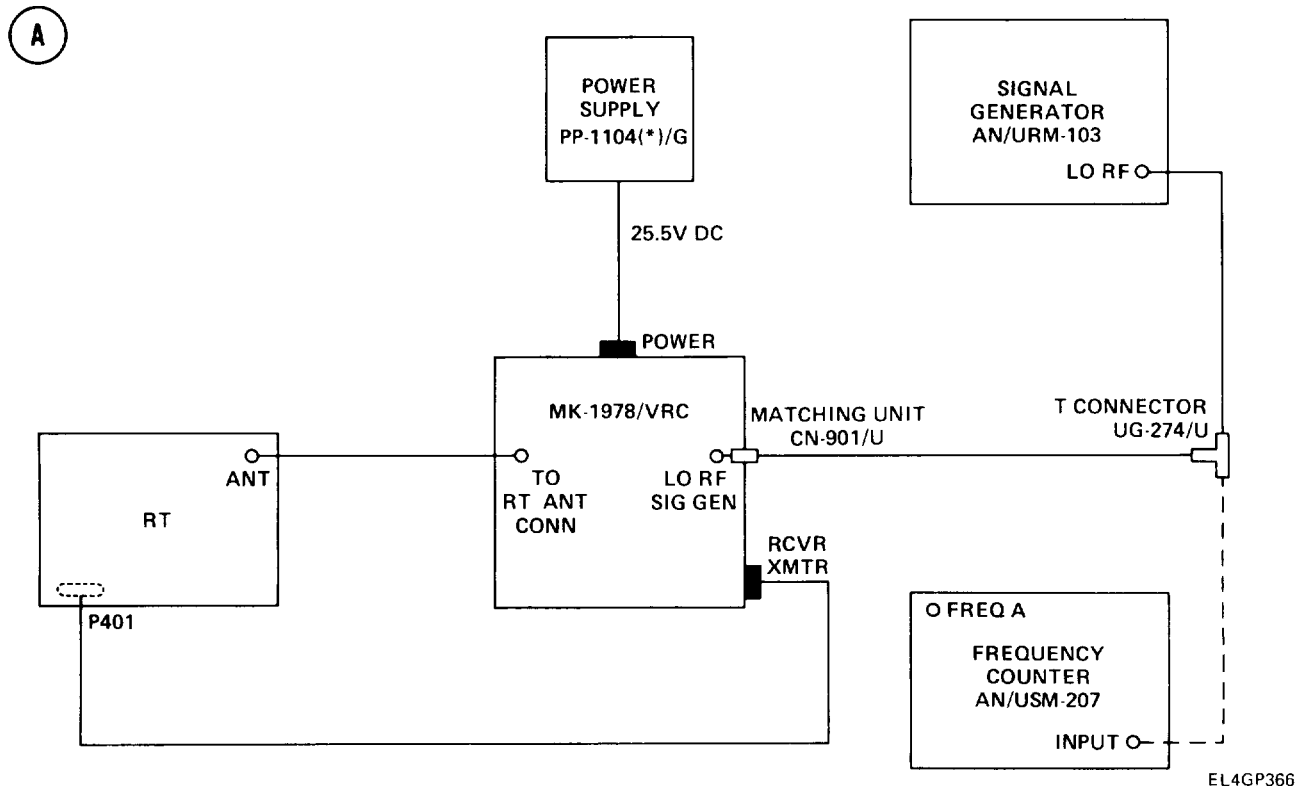 A
POWER
SUPPLY
PP-1104(*)/G
SIGNAL
GENERATOR
AN/URM-103
LO RF
25.5V DC
POWER
MK-1978/VRC
MATCHING UNIT
CN-901/U
T CONNECTOR
UG-274/U
ANT
RT
TO
RT ANT
CONN
LO RF
SIG GEN
RCVR
XMTR
P401
FREQ A
FREQUENCY
COUNTER
AN/USM-207
INPUT
EL4GP366